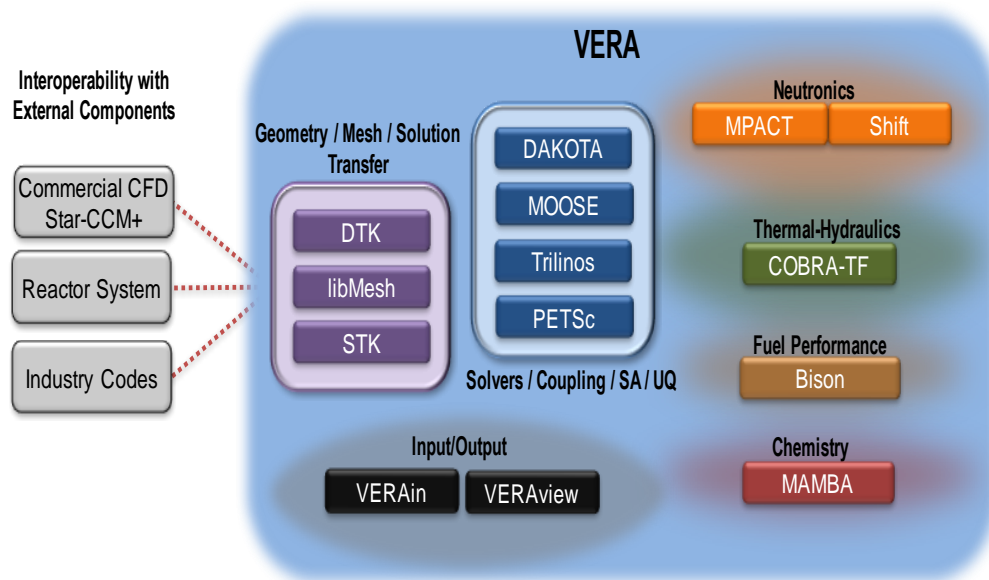 VERA
Interoperability with
External Components
Commercial CFD
Star-CCM+
Reactor System
Industry Codes
Geometry / Mesh / Solution
Transfer
DTK
libMesh
STK
DAKOTA
MOOSE
Trilinos
PETSc
Solvers / Coupling / SA / UQ
Neutronics
MPACT
Shift
Thermal-Hydraulics
COBRA-TF
Fuel Performance
Bison
Chemistry
MAMBA
Input/Output
VERAin
VERAview